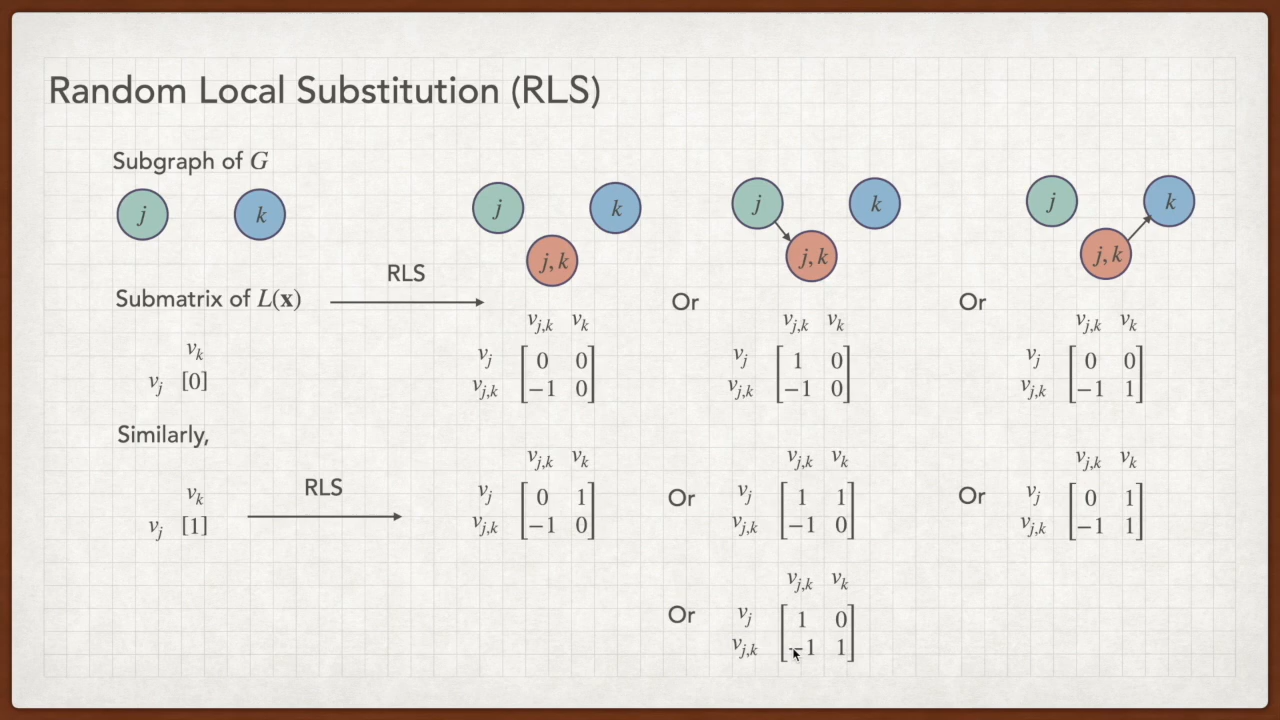 Random Local Substitution (RLS)
Subgraph of G
j k
j k j,k
j k j,k
j k j,k
RLS
Submatrix of L(x)
Or
Or
v_k
v_j [0]
v_{j,k} v_k
v_j [0 0
v_{j,k} −1 0]
v_{j,k} v_k
v_j [1 0
v_{j,k} −1 0]
v_{j,k} v_k
v_j [0 0
v_{j,k} −1 1]
Similarly,
v_k
v_j [1]
RLS
v_{j,k} v_k
v_j [0 1
v_{j,k} −1 0]
Or
v_{j,k} v_k
v_j [1 1
v_{j,k} −1 0]
Or
v_{j,k} v_k
v_j [0 1
v_{j,k} −1 1]
Or
v_{j,k} v_k
v_j [1 0
v_{j,k} −1 1]